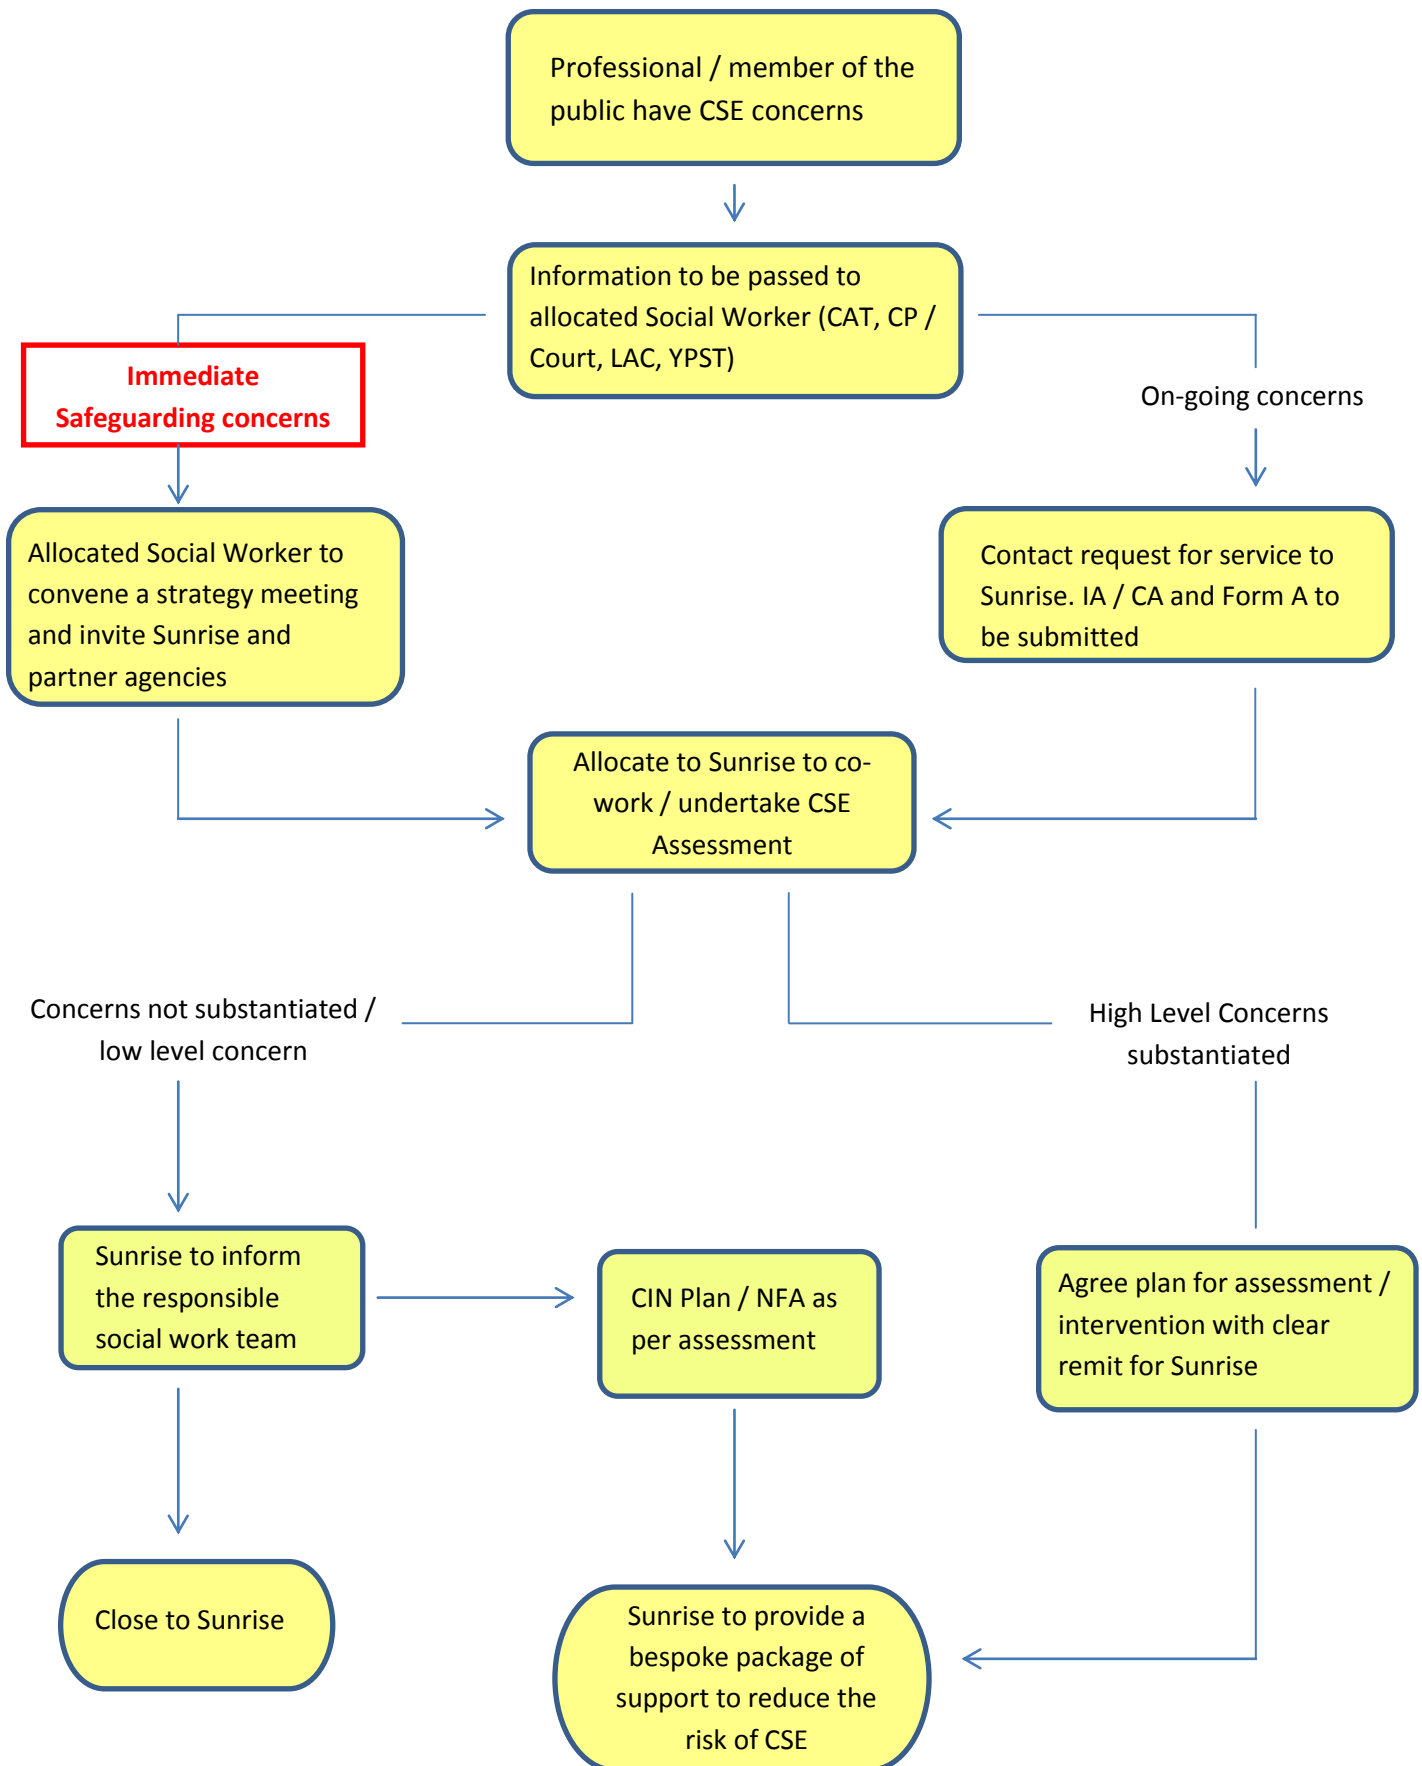 Professional / member of the
public have CSE concerns
Information to be passed to
allocated Social Worker (CAT, CP /
Court, LAC, YPST)
Immediate
Safeguarding concerns
On-going concerns
Allocated Social Worker to
convene a strategy meeting
and invite Sunrise and
partner agencies
Contact request for service to
Sunrise. IA / CA and Form A to
be submitted
Allocate to Sunrise to co-
work / undertake CSE
Assessment
Concerns not substantiated /
low level concern
High Level Concerns
substantiated
Sunrise to inform
the responsible
social work team
CIN Plan / NFA as
per assessment
Agree plan for assessment /
intervention with clear
remit for Sunrise
Close to Sunrise
Sunrise to provide a
bespoke package of
support to reduce the
risk of CSE